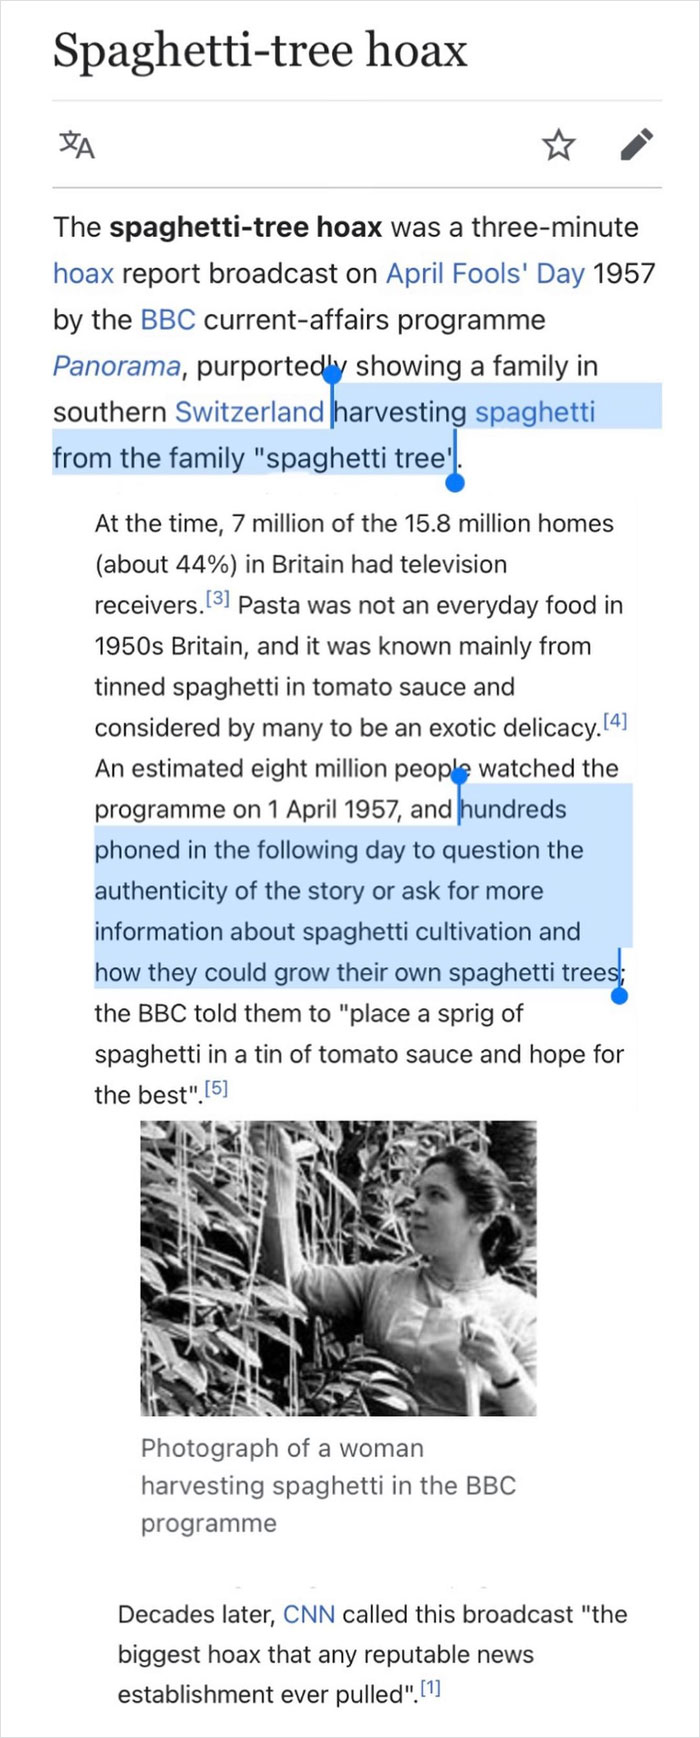 Spaghetti-tree hoax
文A
The spaghetti-tree hoax was a three-minute
hoax report broadcast on April Fools' Day 1957
by the BBC current-affairs programme
Panorama, purportedly showing a family in
southern Switzerland harvesting spaghetti
from the family "spaghetti tree'.
At the time, 7 million of the 15.8 million homes
(about 44%) in Britain had television
receivers.[3] Pasta was not an everyday food in
1950s Britain, and it was known mainly from
tinned spaghetti in tomato sauce and
considered by many to be an exotic delicacy.[4]
An estimated eight million people watched the
programme on 1 April 1957, and hundreds
phoned in the following day to question the
authenticity of the story or ask for more
information about spaghetti cultivation and
how they could grow their own spaghetti trees;
the BBC told them to "place a sprig of
spaghetti in a tin of tomato sauce and hope for
the best".[5]
Photograph of a woman
harvesting spaghetti in the BBC
programme
Decades later, CNN called this broadcast "the
biggest hoax that any reputable news
establishment ever pulled".[1]